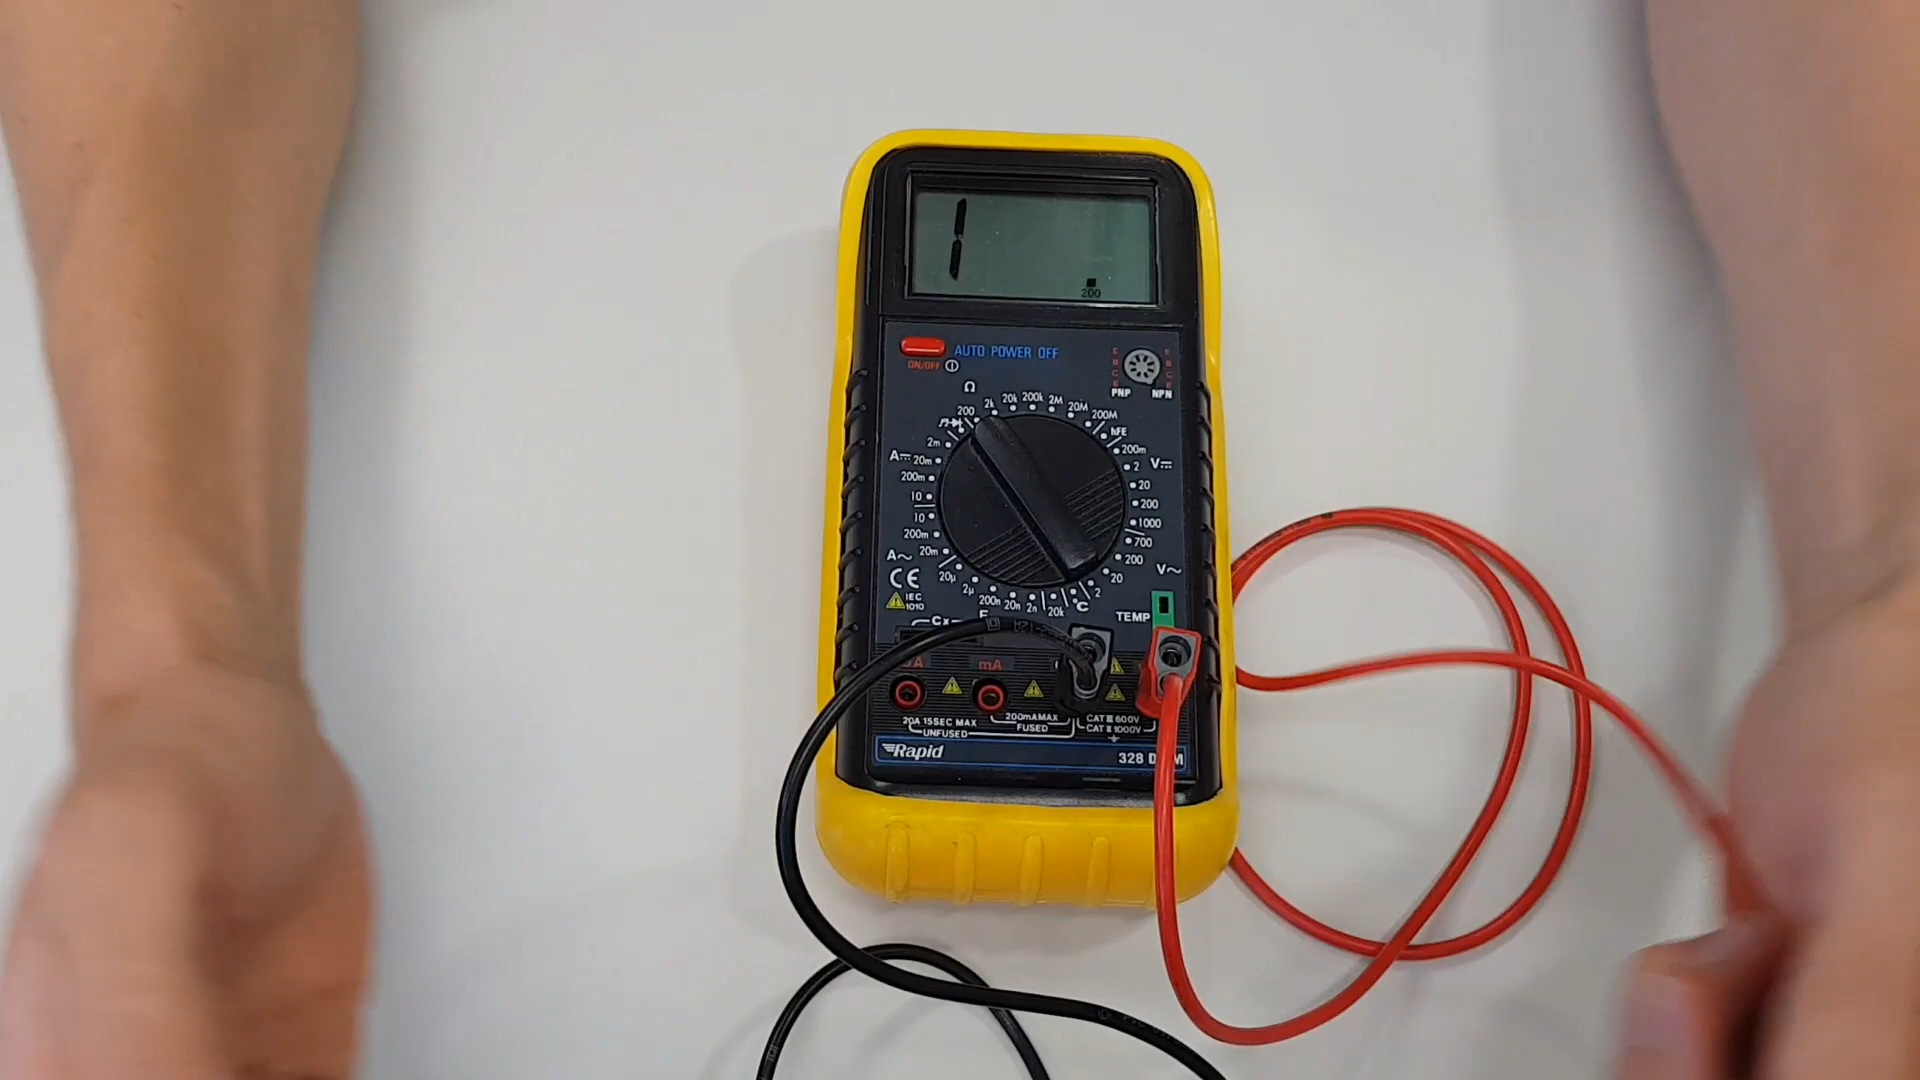 1
200
AUTO POWER OFF
ON/OFF
E
B
C
E
PNP
E
B
C
E
NPN
Ω
200
2k
20k
200k
2M
20M
200M
hFE
2m
A
20m
200m
10
10
200m
A~
20m
200m
V
2
20
200
1000
700
200
V~
20
2
C
20k
2n
20n
200n
2µ
20µ
F
CE
IEC
1010
Cx
TEMP
A
mA
20A 15SEC MAX
UNFUSED
200mA MAX
FUSED
CAT III 600V
CAT II 1000V
Rapid
328